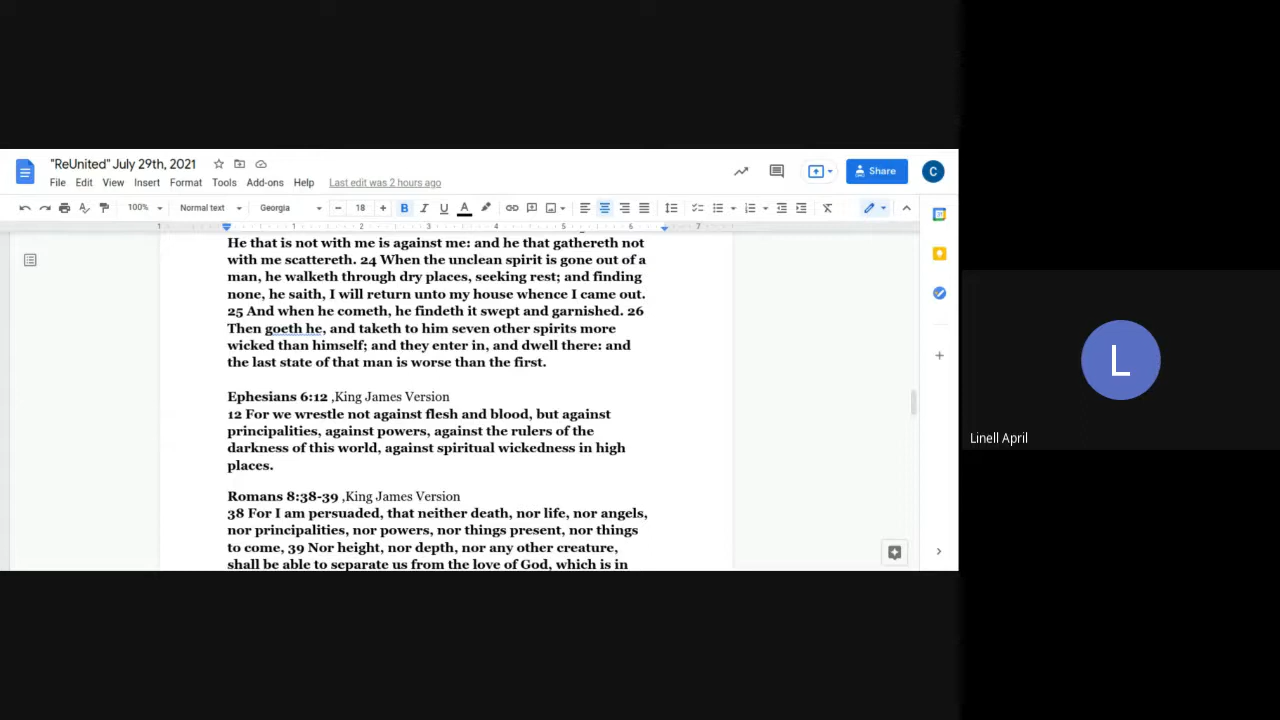 "ReUnited" July 29th, 2021
File Edit View Insert Format Tools Add-ons Help Last edit was 2 hours ago
Share
C
100% Normal text Georgia − 18 + B I U A
1 1 2 3 4 5 6 7
He that is not with me is against me: and he that gathereth not
with me scattereth. 24 When the unclean spirit is gone out of a
man, he walketh through dry places, seeking rest; and finding
none, he saith, I will return unto my house whence I came out.
25 And when he cometh, he findeth it swept and garnished. 26
Then goeth he, and taketh to him seven other spirits more
wicked than himself; and they enter in, and dwell there: and
the last state of that man is worse than the first.
Ephesians 6:12 ,King James Version
12 For we wrestle not against flesh and blood, but against
principalities, against powers, against the rulers of the
darkness of this world, against spiritual wickedness in high
places.
Romans 8:38-39 ,King James Version
38 For I am persuaded, that neither death, nor life, nor angels,
nor principalities, nor powers, nor things present, nor things
to come, 39 Nor height, nor depth, nor any other creature,
shall be able to separate us from the love of God, which is in
L
Linell April